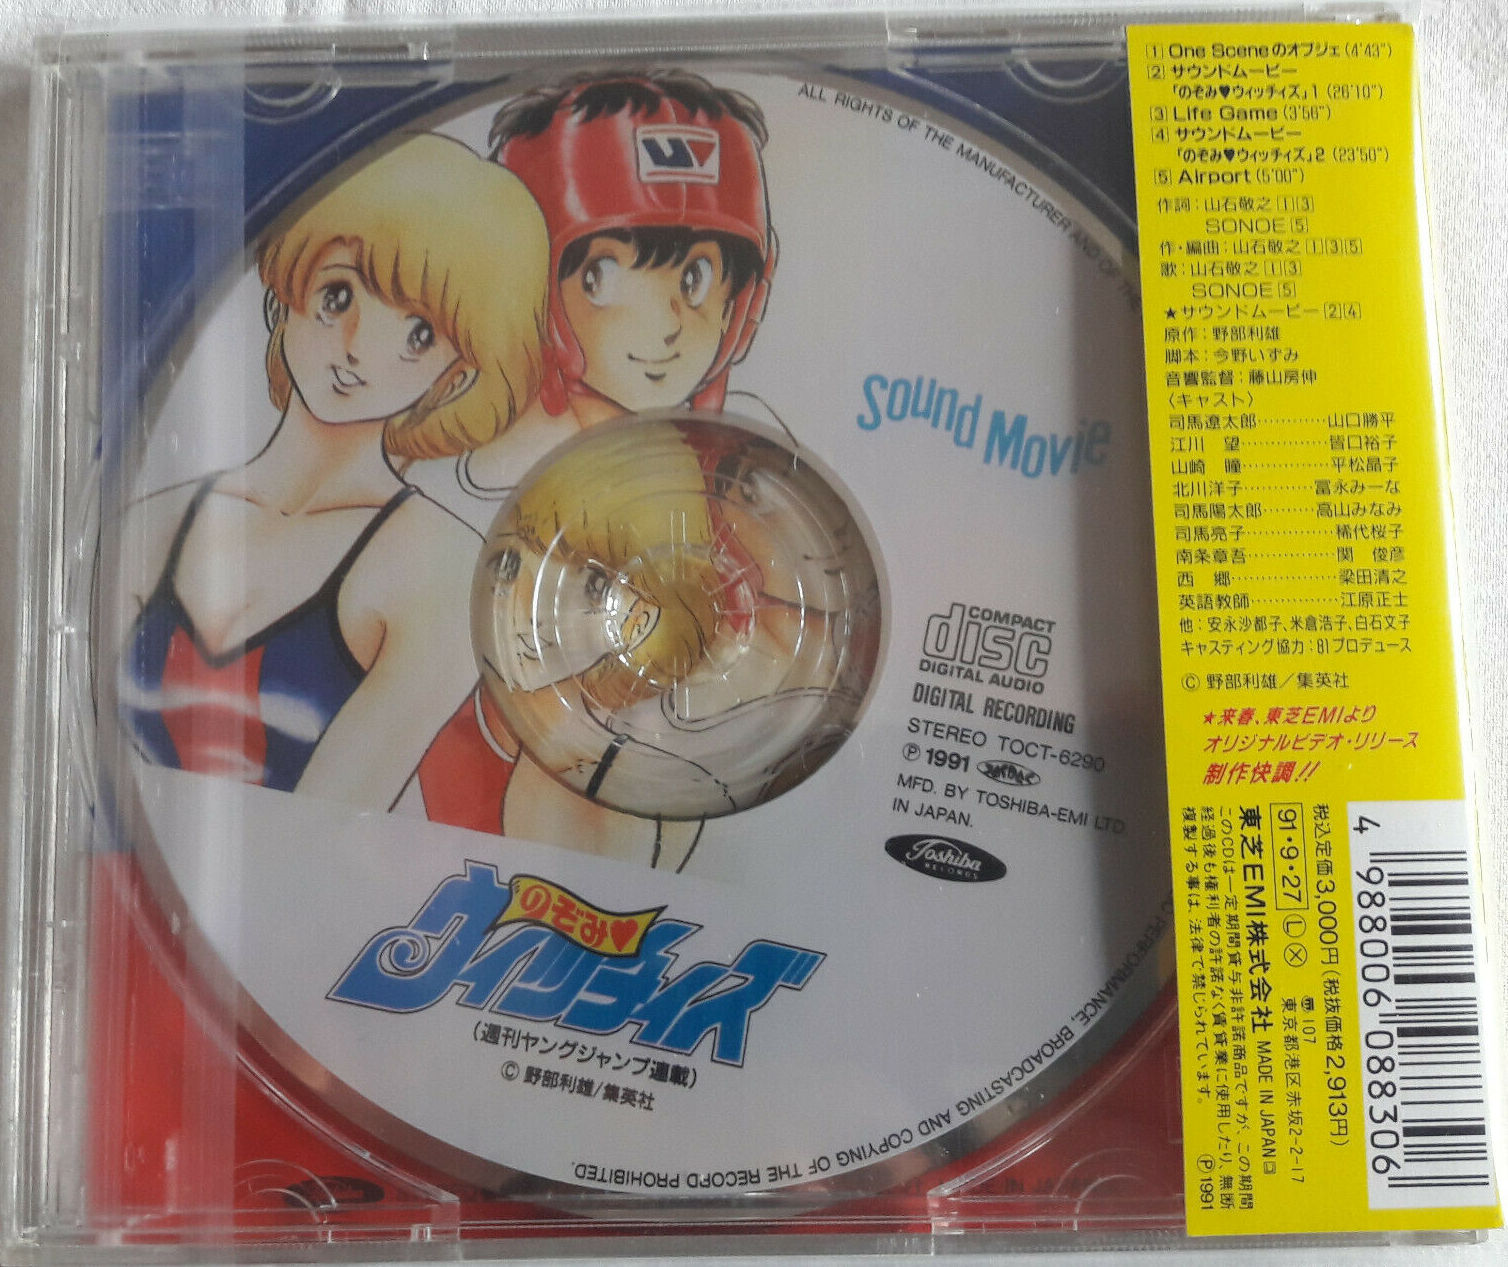 ALL RIGHTS OF THE MANUFACTURER AND OF THE
Sound Movie
COMPACT
disc
DIGITAL AUDIO
DIGITAL RECORDING
STEREO TOCT-6290
Ⓟ1991
MFD. BY TOSHIBA-EMI LTD
IN JAPAN.
Toshiba
RECORDS
のぞみ♥
ウィッチィズ
(週刊ヤングジャンプ連載)
Ⓒ野部利雄/集英社
PERFORMANCE, BROADCASTING AND COPYING OF THE RECORD PROHIBITED.
1 One Sceneのオブジェ(4'43")
2 サウンドムービー
「のぞみ♥ウィッチィズ」1 (26'10")
3 Life Game(3'56")
4 サウンドムービー
「のぞみ♥ウィッチィズ」2 (23'50")
5 Airport(5'00")
作詞:山石敬之13
SONOE5
作・編曲:山石敬之135
歌:山石敬之13
SONOE5
★サウンドムービー24
原作:野部利雄
脚本:今野いずみ
音響監督:藤山房伸
〈キャスト〉
司馬遼太郎…………山口勝平
江川 望……………皆口裕子
山崎 瞳……………平松晶子
北川洋子…………冨永みーな
司馬陽太郎………高山みなみ
司馬亮子……………稀代桜子
南条章吾……………関 俊彦
西 郷………………梁田清之
英語教師……………江原正士
他:安永沙都子、米倉浩子、白石文子
キャスティング協力:81プロデュース
Ⓒ 野部利雄/集英社
★来春、東芝EMIより
オリジナルビデオ・リリース
制作快調!!
4 988006 088306
税込定価3,000円(税抜価格2,913円)
91・9・27 Ⓛ Ⓧ 〠107 東京都港区赤坂2-2-17
東芝EMI株式会社 MADE IN JAPAN
このCDは一定期間貸与非許諾商品ですが、この期間
経過後も権利者の許諾なく賃貸業に使用したり、無断
複製する事は、法律で禁じられています。 Ⓟ1991